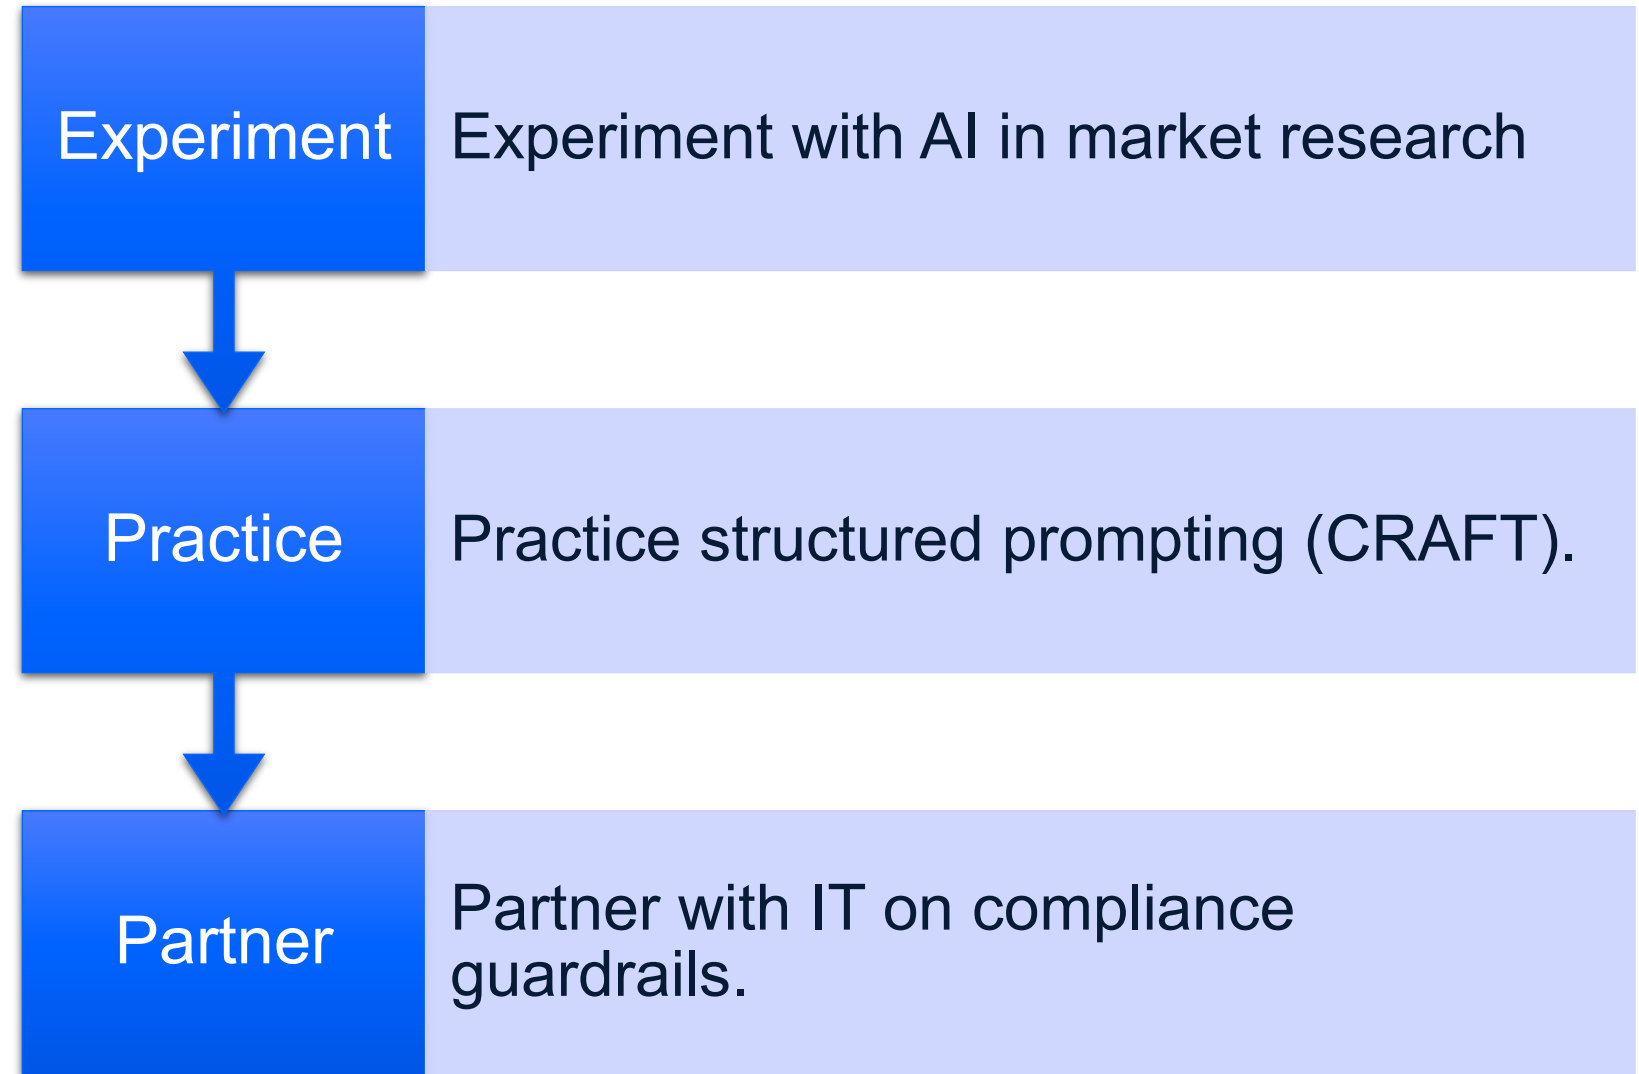 Experiment
Experiment with AI in market research
Practice
Practice structured prompting (CRAFT).
Partner
Partner with IT on compliance
guardrails.